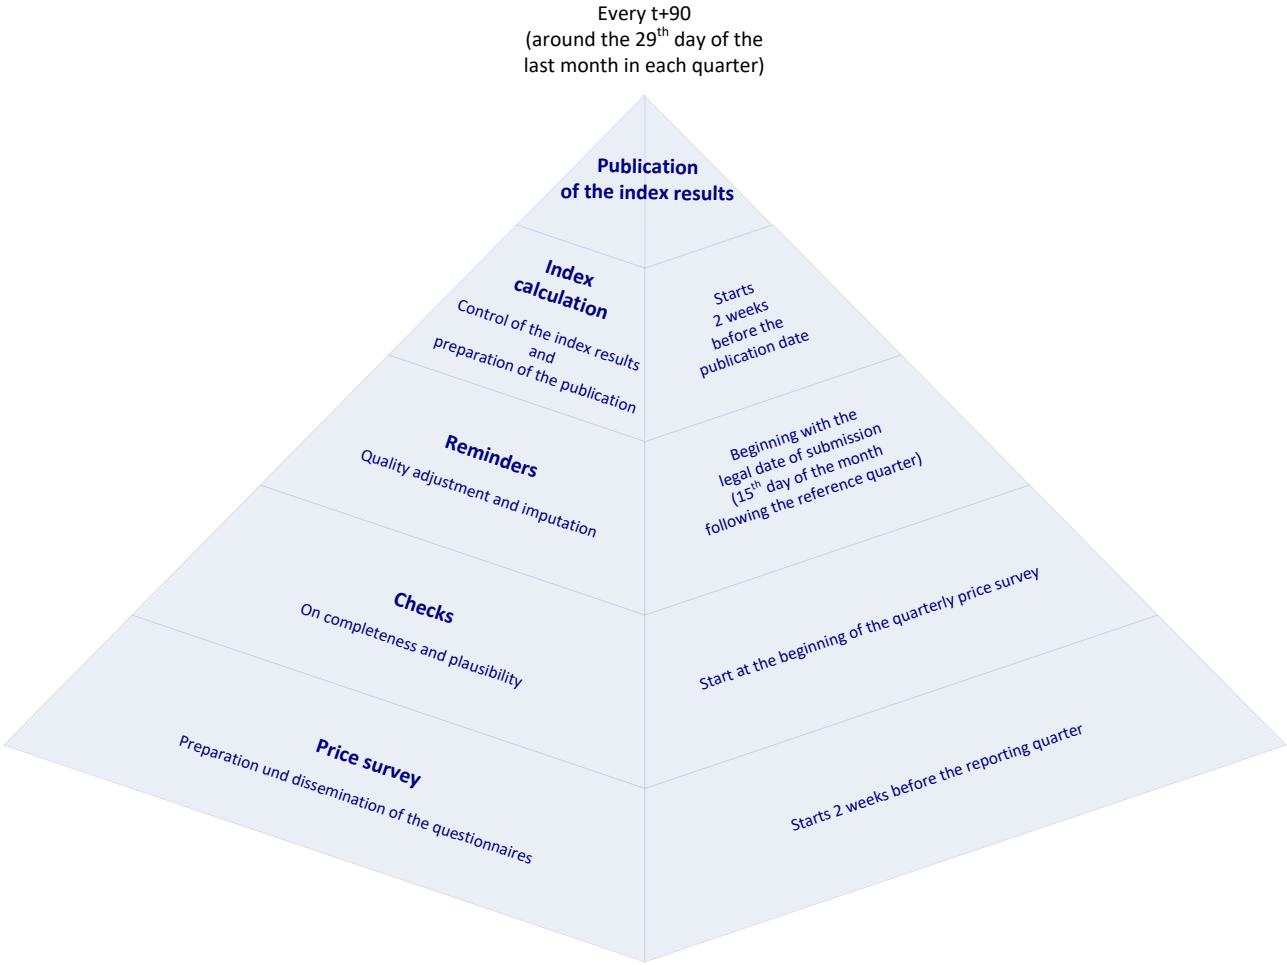 Every t+90
(around the 29th day of the
last month in each quarter)
Publication
of the index results
Index
calculation
Control of the index results
and
preparation of the publication
Starts
2 weeks
before the
publication date
Reminders
Quality adjustment and imputation
Beginning with the
legal date of submission
(15th day of the month
following the reference quarter)
Checks
On completeness and plausibility
Start at the beginning of the quarterly price survey
Price survey
Preparation und dissemination of the questionnaires
Starts 2 weeks before the reporting quarter